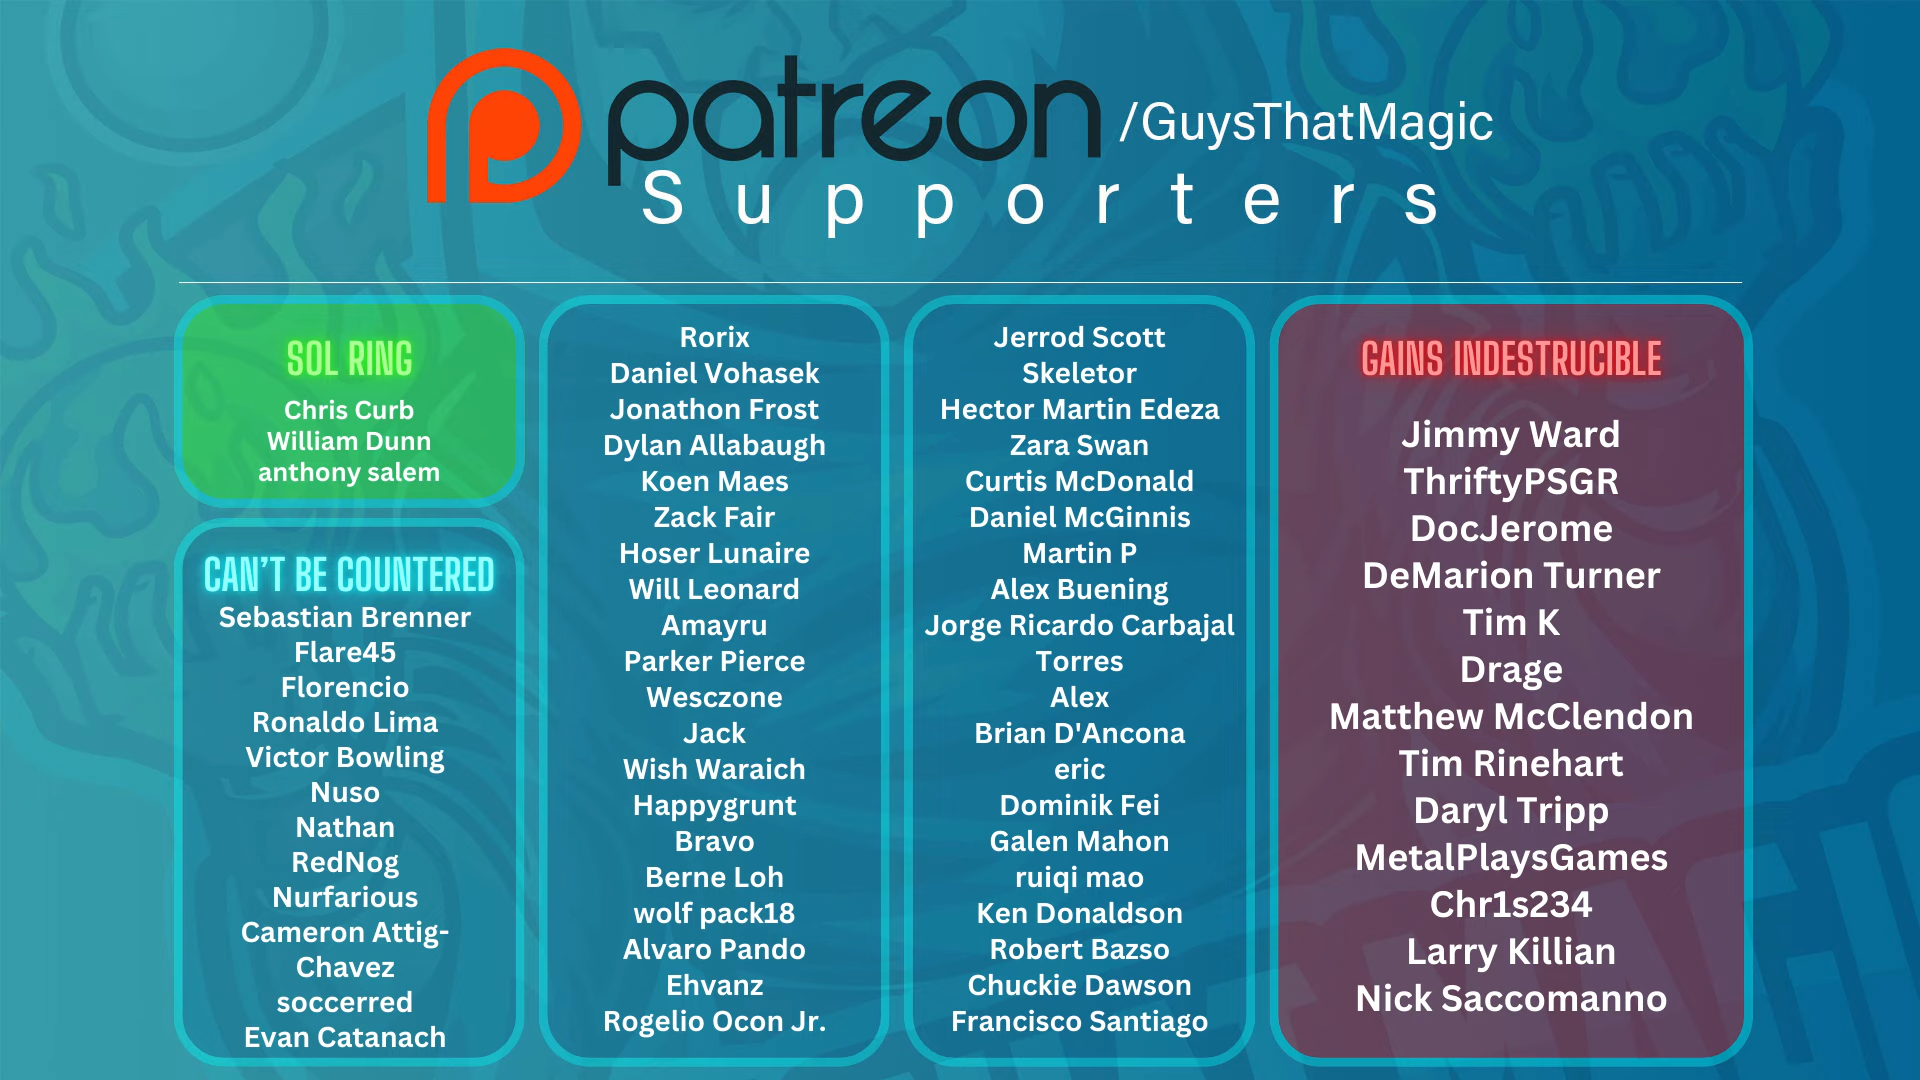 patreon /GuysThatMagic
Supporters
SOL RING
Chris Curb
William Dunn
anthony salem
CAN'T BE COUNTERED
Sebastian Brenner
Flare45
Florencio
Ronaldo Lima
Victor Bowling
Nuso
Nathan
RedNog
Nurfarious
Cameron Attig-
Chavez
soccerred
Evan Catanach
Rorix
Daniel Vohasek
Jonathon Frost
Dylan Allabaugh
Koen Maes
Zack Fair
Hoser Lunaire
Will Leonard
Amayru
Parker Pierce
Wesczone
Jack
Wish Waraich
Happygrunt
Bravo
Berne Loh
wolf pack18
Alvaro Pando
Ehvanz
Rogelio Ocon Jr.
Jerrod Scott
Skeletor
Hector Martin Edeza
Zara Swan
Curtis McDonald
Daniel McGinnis
Martin P
Alex Buening
Jorge Ricardo Carbajal
Torres
Alex
Brian D'Ancona
eric
Dominik Fei
Galen Mahon
ruiqi mao
Ken Donaldson
Robert Bazso
Chuckie Dawson
Francisco Santiago
GAINS INDESTRUCIBLE
Jimmy Ward
ThriftyPSGR
DocJerome
DeMarion Turner
Tim K
Drage
Matthew McClendon
Tim Rinehart
Daryl Tripp
MetalPlaysGames
Chr1s234
Larry Killian
Nick Saccomanno